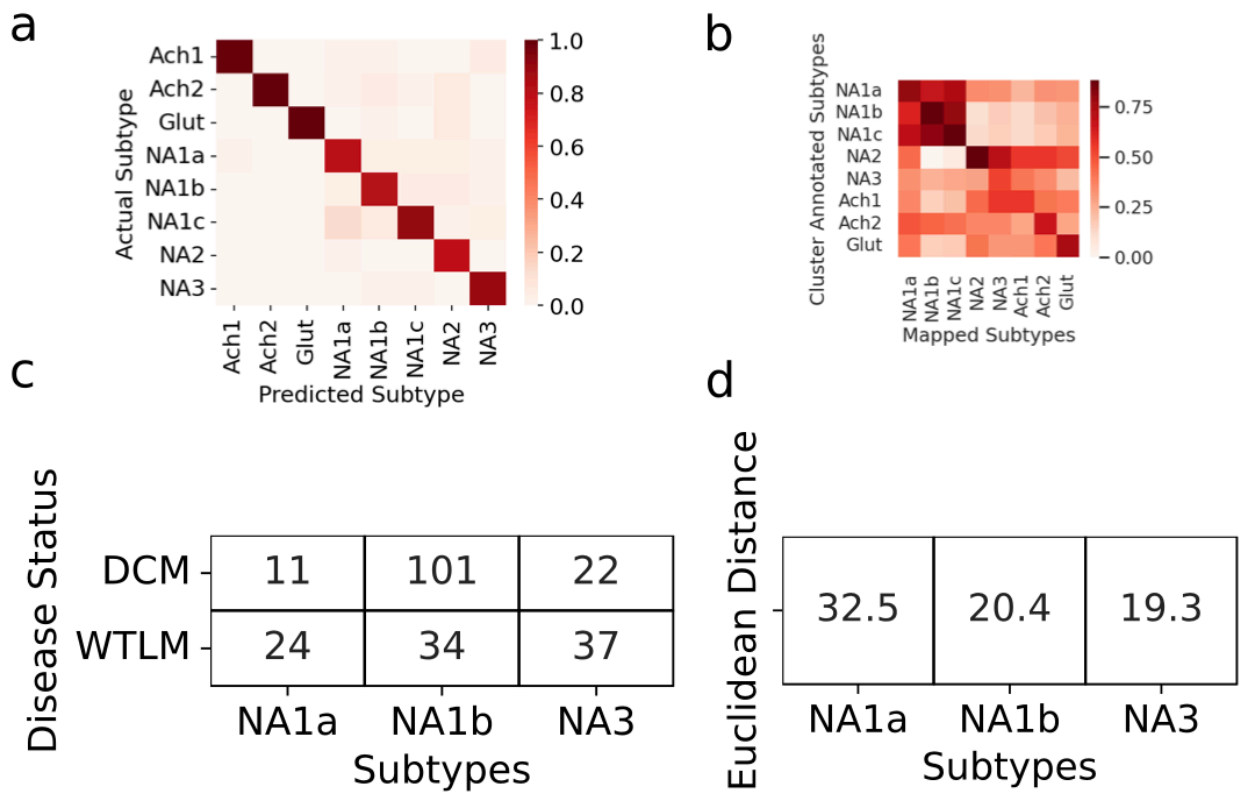 a
Ach1
Ach2
Glut
NA1a
NA1b
NA1c
NA2
NA3
Actual Subtype
Ach1
Ach2
Glut
NA1a
NA1b
NA1c
NA2
NA3
Predicted Subtype
1.0
0.8
0.6
0.4
0.2
0.0
b
NA1a
NA1b
NA1c
NA2
NA3
Ach1
Ach2
Glut
Cluster Annotated Subtypes
NA1a
NA1b
NA1c
NA2
NA3
Ach1
Ach2
Glut
Mapped Subtypes
0.75
0.50
0.25
0.00
c
Disease Status
DCM 11 101 22
WTLM 24 34 37
NA1a NA1b NA3
Subtypes
d
Euclidean Distance
32.5 20.4 19.3
NA1a NA1b NA3
Subtypes